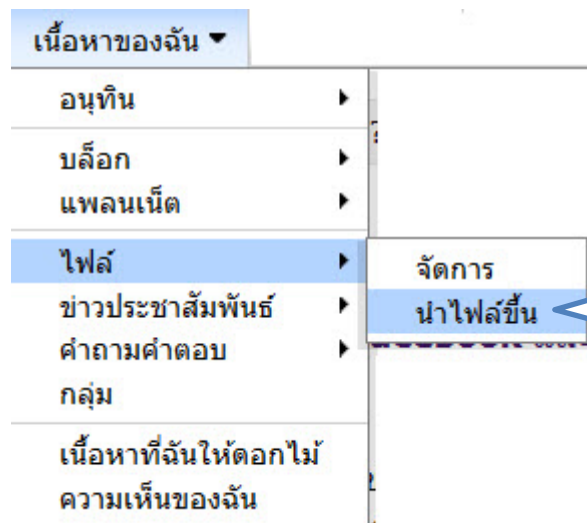 เนื้อหาของฉัน
อนุทิน
บล็อก
แพลนเน็ต
ไฟล์
จัดการ
นำไฟล์ขึ้น
ข่าวประชาสัมพันธ์
คำถามคำตอบ
กลุ่ม
เนื้อหาที่ฉันให้ดอกไม้
ความเห็นของฉัน